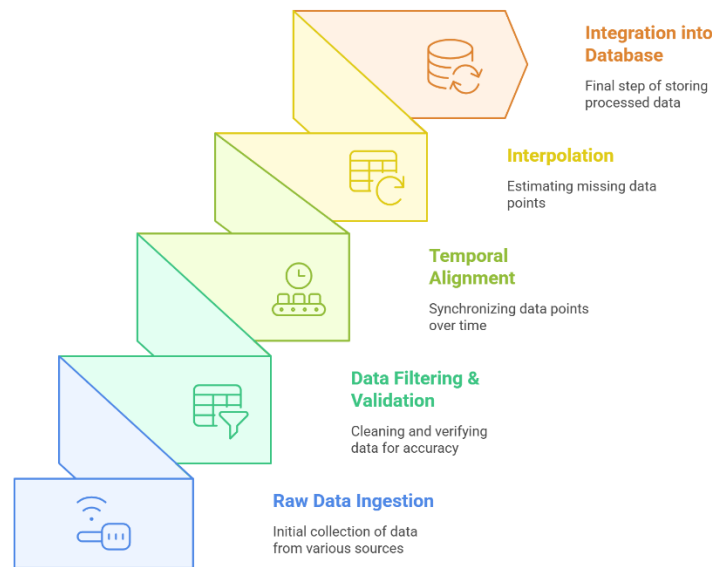 Integration into
Database
Final step of storing
processed data
Interpolation
Estimating missing data
points
Temporal
Alignment
Synchronizing data points
over time
Data Filtering &
Validation
Cleaning and verifying
data for accuracy
Raw Data Ingestion
Initial collection of data
from various sources